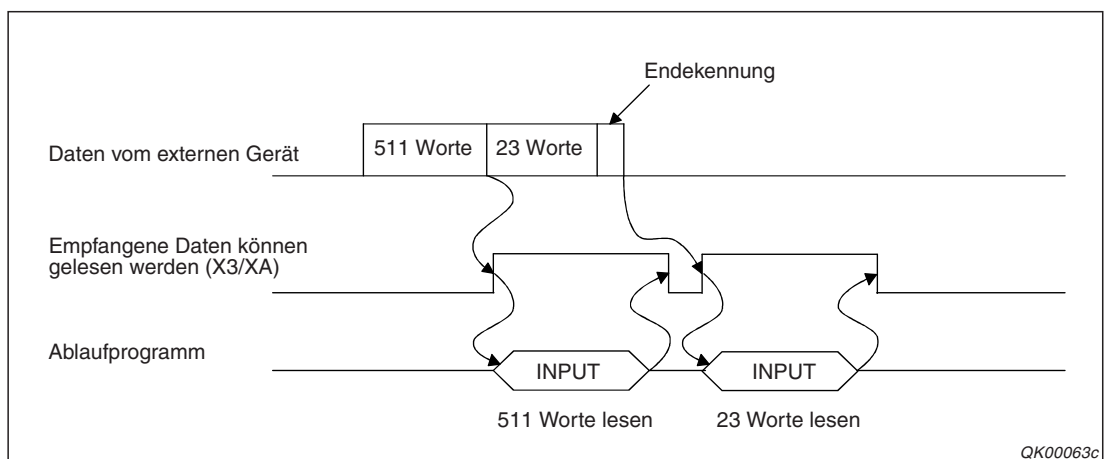 Endekennung
Daten vom externen Gerät
511 Worte
23 Worte
Empfangene Daten können
gelesen werden (X3/XA)
Ablaufprogramm
INPUT
INPUT
511 Worte lesen
23 Worte lesen
QK00063c